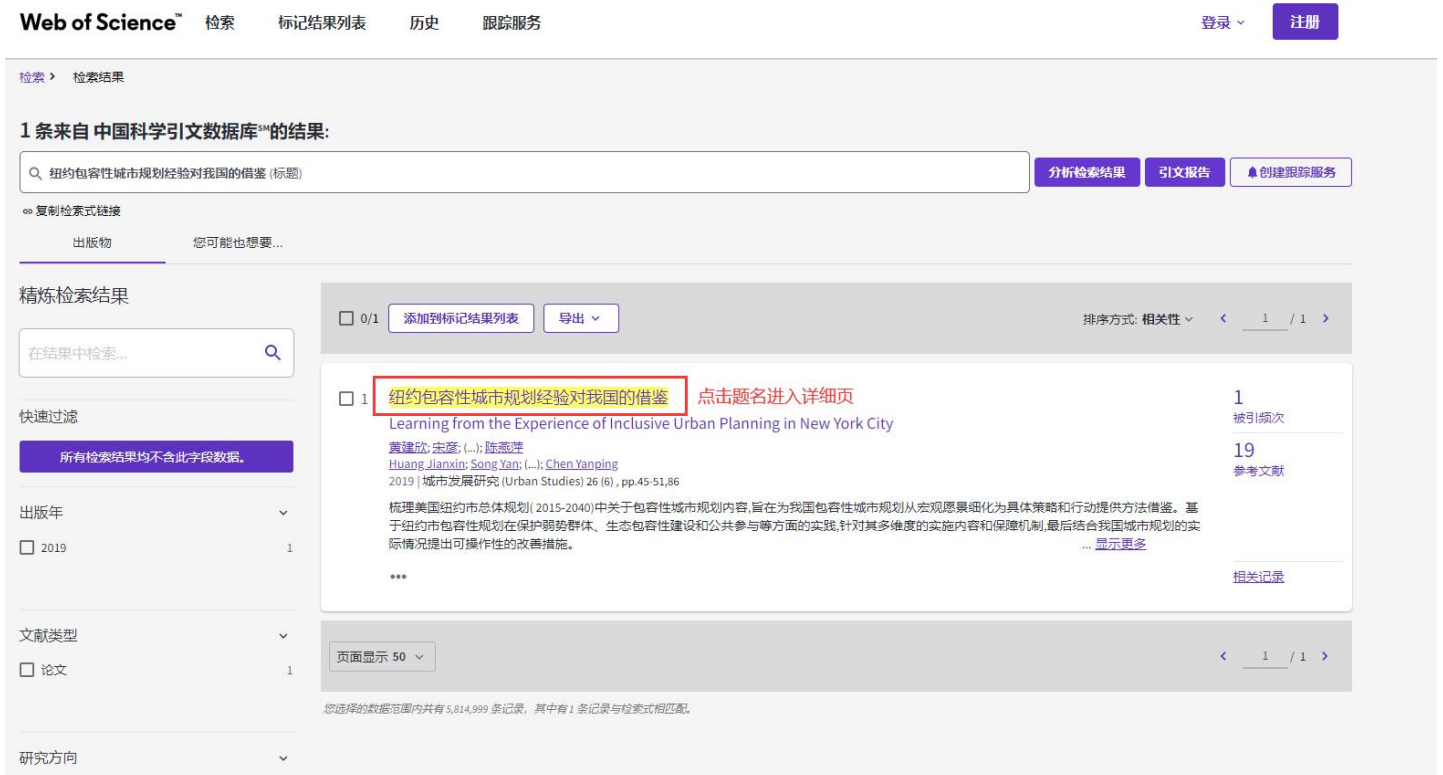 Web of Science™ 检索 标记结果列表 历史 跟踪服务 登录 注册
检索 › 检索结果
1 条来自 中国科学引文数据库℠的结果:
纽约包容性城市规划经验对我国的借鉴 (标题)
分析检索结果 引文报告 创建跟踪服务
复制检索式链接
出版物 您可能也想要...
精炼检索结果
在结果中检索...
快速过滤
所有检索结果均不含此字段数据。
出版年
2019 1
文献类型
论文 1
研究方向
0/1 添加到标记结果列表 导出 排序方式: 相关性 1 / 1
1 纽约包容性城市规划经验对我国的借鉴 点击题名进入详细页
Learning from the Experience of Inclusive Urban Planning in New York City
黄建欣; 宋彦; (...); 陈燕萍
Huang Jianxin; Song Yan; (...); Chen Yanping
2019 | 城市发展研究 (Urban Studies) 26 (6) , pp.45-51,86
梳理美国纽约市总体规划( 2015-2040)中关于包容性城市规划内容,旨在为我国包容性城市规划从宏观愿景细化为具体策略和行动提供方法借鉴。基
于纽约市包容性规划在保护弱势群体、生态包容性建设和公共参与等方面的实践,针对其多维度的实施内容和保障机制,最后结合我国城市规划的实
际情况提出可操作性的改善措施。 ... 显示更多
1
被引频次
19
参考文献
相关记录
页面显示 50 1 / 1
您选择的数据范围内共有 5,814,999 条记录，其中有 1 条记录与检索式相匹配。